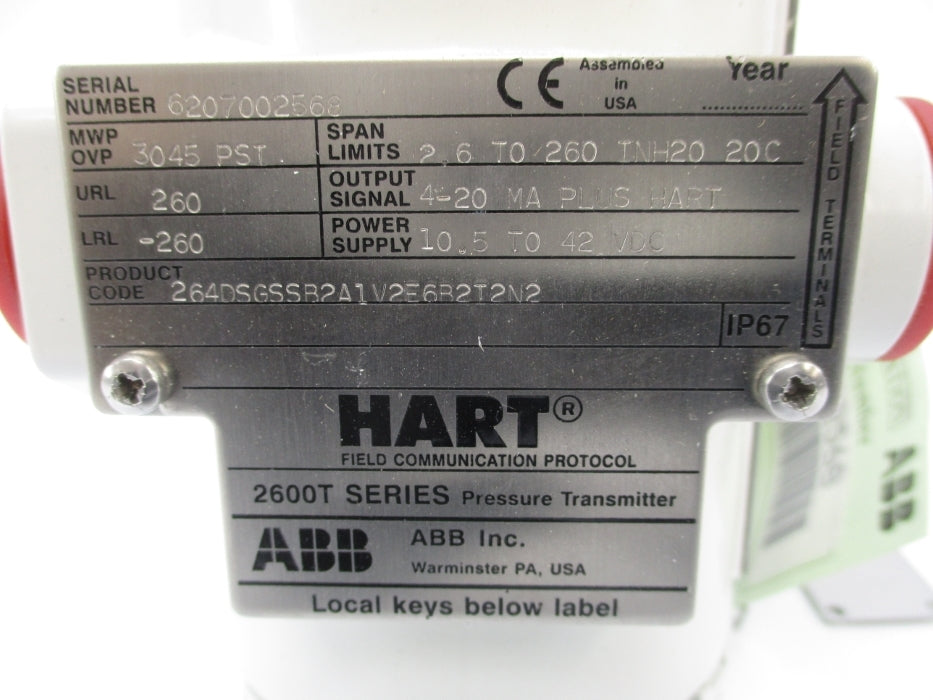 SERIAL NUMBER 6207002568
CE Assembled in USA Year
MWP OVP 3045 PSI
SPAN LIMITS 2.6 TO 260 INH20 20C
URL 260
OUTPUT SIGNAL 4-20 MA PLUS HART
LRL -260
POWER SUPPLY 10.5 TO 42 VDC
PRODUCT CODE 264DSGSSB2A1V2E6B2T2N2
IP67
FIELD TERMINALS
HART®
FIELD COMMUNICATION PROTOCOL
2600T SERIES Pressure Transmitter
ABB
ABB Inc.
Warminster PA, USA
Local keys below label
ABB